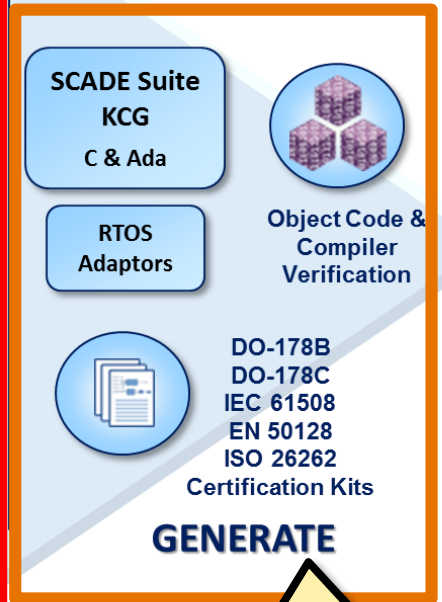 SCADE Suite
KCG
C & Ada
RTOS
Adaptors
Object Code &
Compiler
Verification
DO-178B
DO-178C
IEC 61508
EN 50128
ISO 26262
Certification Kits
GENERATE